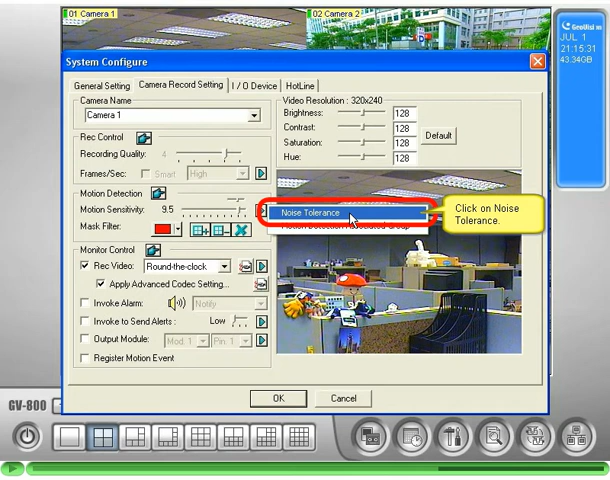 01 Camera 1
02 Camera 2
GeoVision
JUL 1
21:15:31
43.34GB
System Configure
General Setting
Camera Record Setting
I / O Device
HotLine
Camera Name
Camera 1
Video Resolution : 320x240
Brightness: 128
Contrast: 128
Saturation: 128
Hue: 128
Default
Rec Control
Recording Quality: 4
Frames/Sec: Smart High
Motion Detection
Motion Sensitivity: 9.5
Mask Filter:
Noise Tolerance
Click on Noise
Tolerance.
Monitor Control
Rec Video: Round-the-clock
Apply Advanced Codec Setting...
Invoke Alarm: Notify
Invoke to Send Alerts : Low
Output Module: Mod. 1 Pin. 1
Register Motion Event
OK
Cancel
GV-800